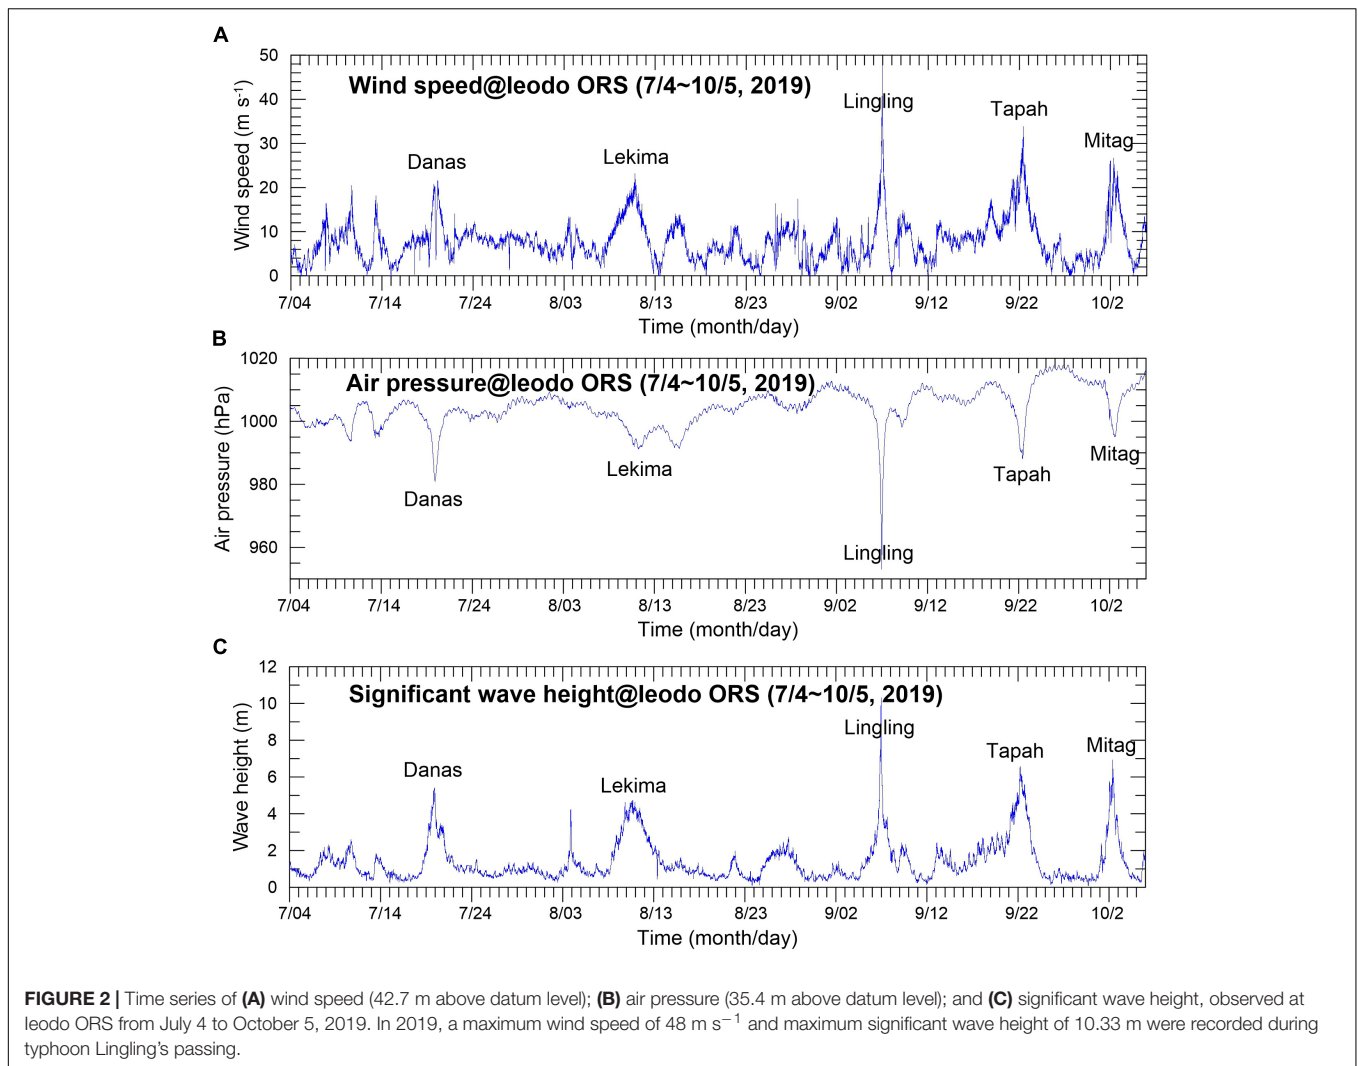 A
Wind speed@Ieodo ORS (7/4~10/5, 2019)
Wind speed (m s-1)
50
40
30
20
10
0
Danas
Lekima
Lingling
Tapah
Mitag
7/04 7/14 7/24 8/03 8/13 8/23 9/02 9/12 9/22 10/2
Time (month/day)
B
Air pressure@Ieodo ORS (7/4~10/5, 2019)
Air pressure (hPa)
1020
1000
980
960
Danas
Lekima
Lingling
Tapah
Mitag
7/04 7/14 7/24 8/03 8/13 8/23 9/02 9/12 9/22 10/2
Time (month/day)
C
Significant wave height@Ieodo ORS (7/4~10/5, 2019)
Wave height (m)
12
10
8
6
4
2
0
Danas
Lekima
Lingling
Tapah
Mitag
7/04 7/14 7/24 8/03 8/13 8/23 9/02 9/12 9/22 10/2
Time (month/day)
FIGURE 2 | Time series of (A) wind speed (42.7 m above datum level); (B) air pressure (35.4 m above datum level); and (C) significant wave height, observed at
Ieodo ORS from July 4 to October 5, 2019. In 2019, a maximum wind speed of 48 m s−1 and maximum significant wave height of 10.33 m were recorded during
typhoon Lingling's passing.